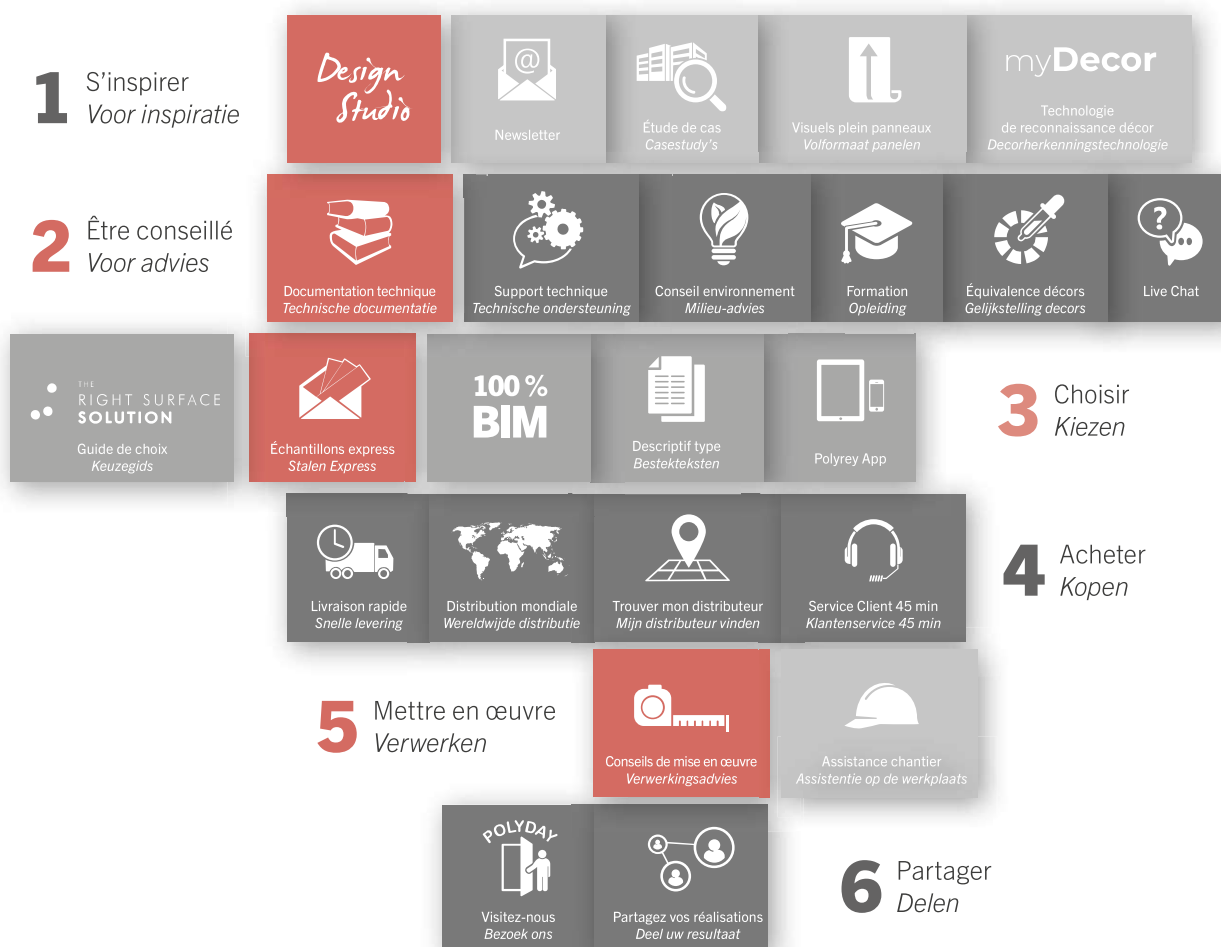 1
S'inspirer
Voor inspiratie
Design
Studio
@
Newsletter
Étude de cas
Casestudy's
Visuels plein panneaux
Volformaat panelen
myDecor
Technologie
de reconnaissance décor
Decorherkenningstechnologie
2
Être conseillé
Voor advies
Documentation technique
Technische documentatie
Support technique
Technische ondersteuning
Conseil environnement
Milieu-advies
Formation
Opleiding
Équivalence décors
Gelijkstelling decors
?
Live Chat
THE
RIGHT SURFACE
SOLUTION
Guide de choix
Keuzegids
Échantillons express
Stalen Express
100 %
BIM
Descriptif type
Bestekteksten
Polyrey App
3
Choisir
Kiezen
Livraison rapide
Snelle levering
Distribution mondiale
Wereldwijde distributie
Trouver mon distributeur
Mijn distributeur vinden
Service Client 45 min
Klantenservice 45 min
4
Acheter
Kopen
5
Mettre en œuvre
Verwerken
Conseils de mise en œuvre
Verwerkingsadvies
Assistance chantier
Assistentie op de werkplaats
POLYDAY
Visitez-nous
Bezoek ons
Partagez vos réalisations
Deel uw resultaat
6
Partager
Delen